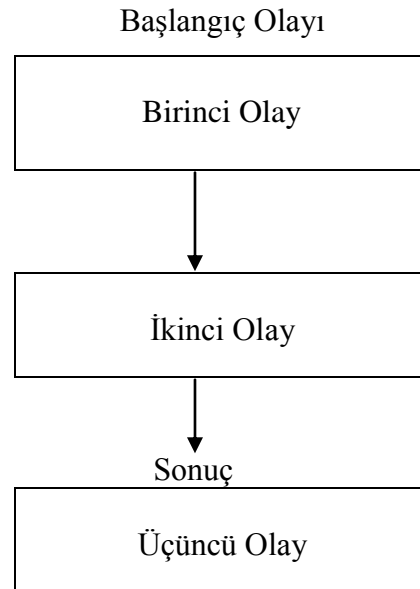 Başlangıç Olayı
Birinci Olay
İkinci Olay
Sonuç
Üçüncü Olay